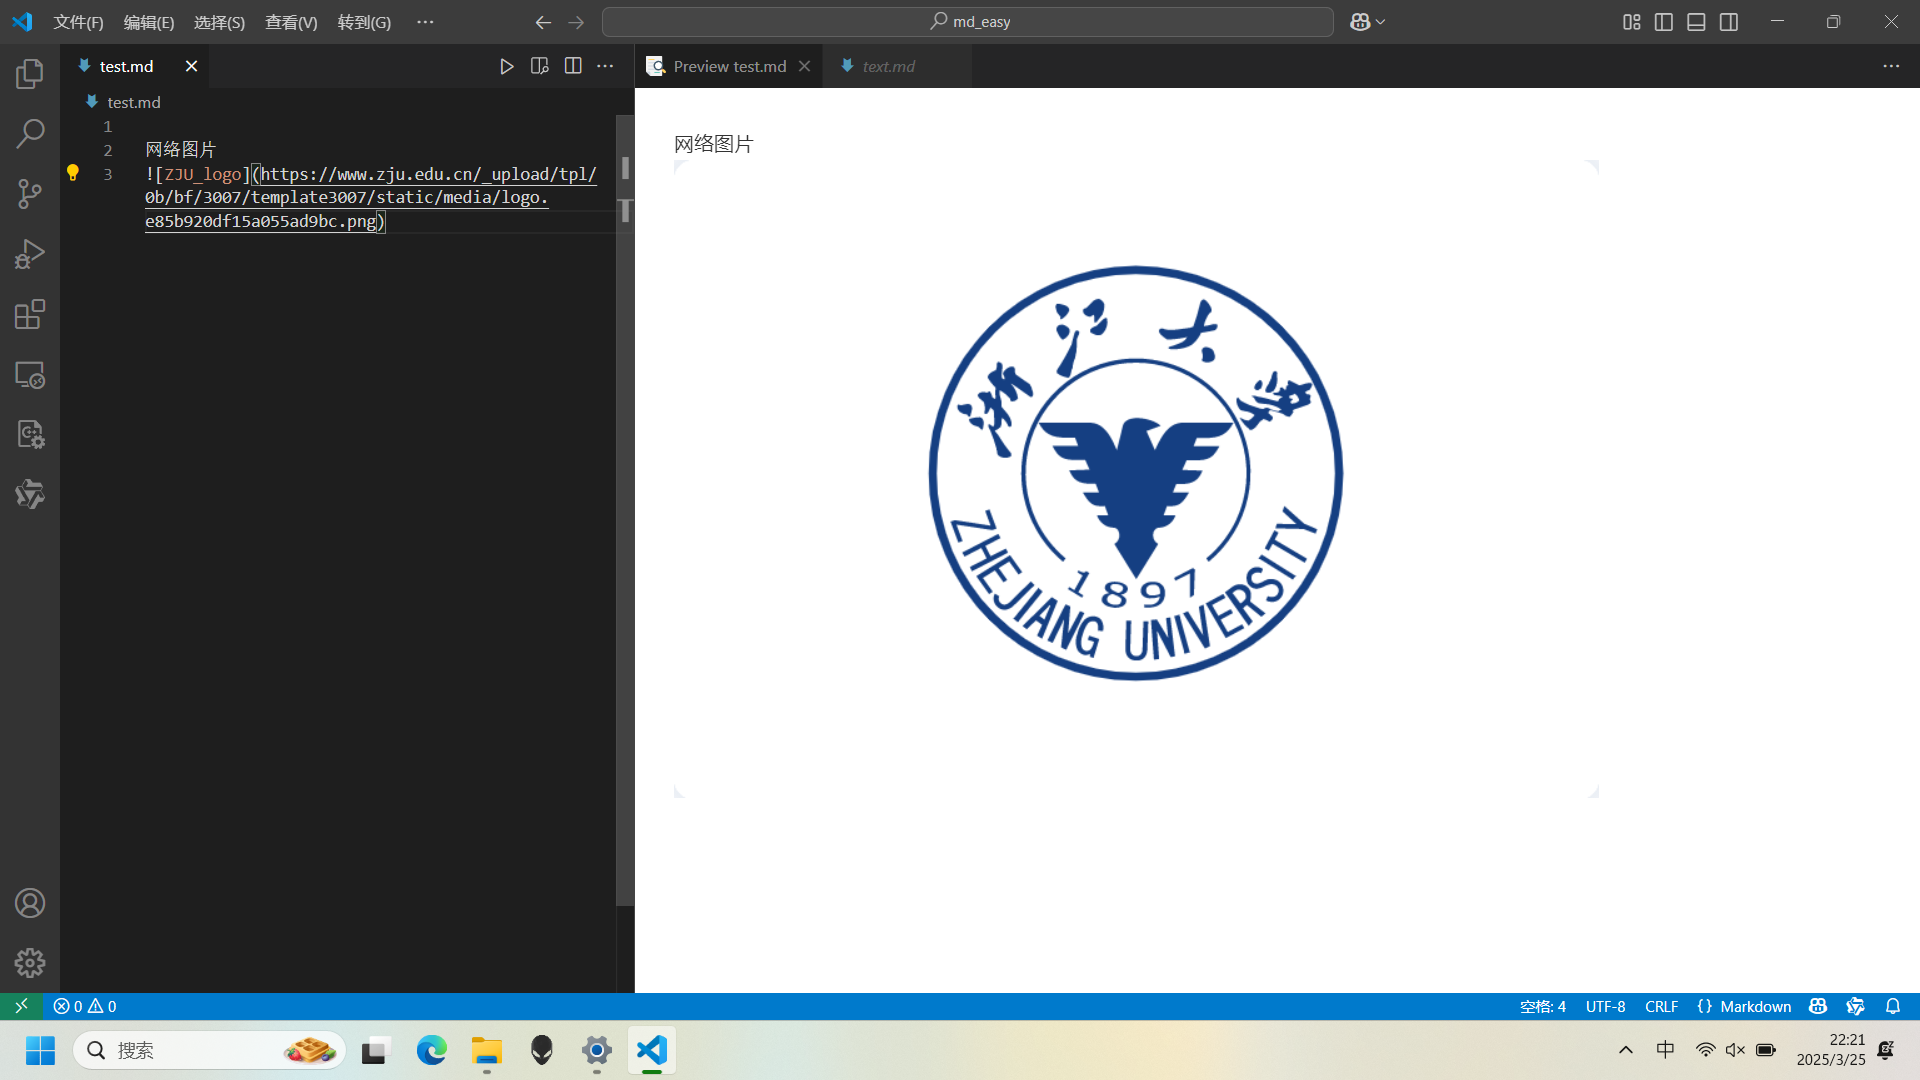 文件(F) 编辑(E) 选择(S) 查看(V) 转到(G) ··· md_easy
test.md Preview test.md text.md
test.md
1
2 网络图片
3 ![ZJU_logo](https://www.zju.edu.cn/_upload/tpl/
0b/bf/3007/template3007/static/media/logo.
e85b920df15a055ad9bc.png)
网络图片
浙江大学
1897
ZHEJIANG UNIVERSITY
0 0 空格: 4 UTF-8 CRLF {} Markdown
搜索 中 22:21
2025/3/25